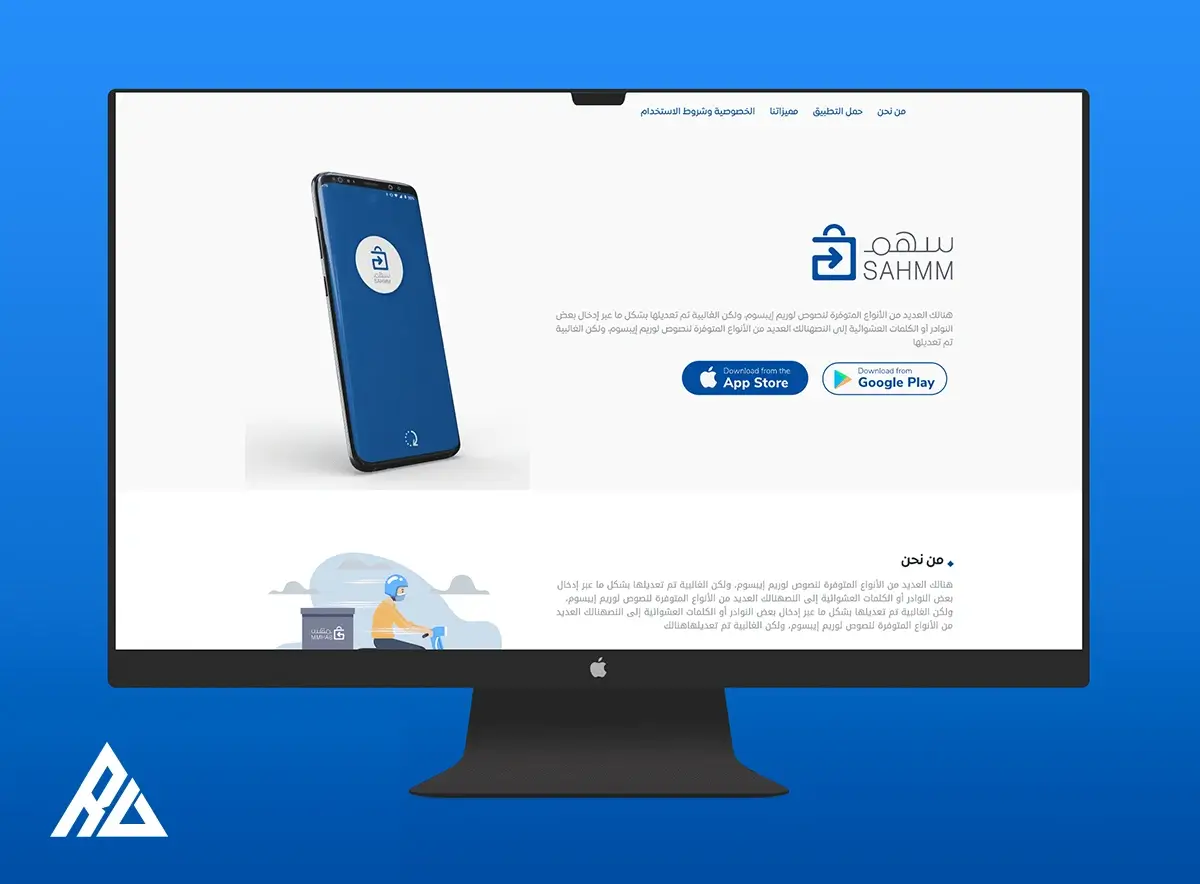 من نحن حمل التطبيق مميزاتنا الخصوصية وشروط الاستخدام
سهم
SAHMM
سهم
SAHMM
هنالك العديد من الأنواع المتوفرة لنصوص لوريم إيبسوم، ولكن الغالبية تم تعديلها بشكل ما عبر إدخال بعض
النوادر أو الكلمات العشوائية إلى النصهنالك العديد من الأنواع المتوفرة لنصوص لوريم إيبسوم، ولكن الغالبية
تم تعديلها
Download from
Google Play
Download from the
App Store
من نحن
هنالك العديد من الأنواع المتوفرة لنصوص لوريم إيبسوم، ولكن الغالبية تم تعديلها بشكل ما عبر إدخال
بعض النوادر أو الكلمات العشوائية إلى النصهنالك العديد من الأنواع المتوفرة لنصوص لوريم إيبسوم،
ولكن الغالبية تم تعديلها بشكل ما عبر إدخال بعض النوادر أو الكلمات العشوائية إلى النصهنالك العديد
من الأنواع المتوفرة لنصوص لوريم إيبسوم، ولكن الغالبية تم تعديلهاهنالك
SAHMM